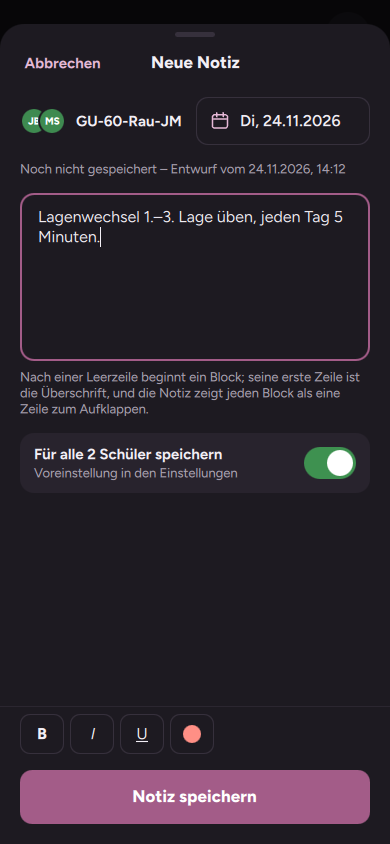 Abbrechen
Neue Notiz
JE MS GU-60-Rau-JM
Di, 24.11.2026
Noch nicht gespeichert – Entwurf vom 24.11.2026, 14:12
Lagenwechsel 1.–3. Lage üben, jeden Tag 5
Minuten.
Nach einer Leerzeile beginnt ein Block; seine erste Zeile ist
die Überschrift, und die Notiz zeigt jeden Block als eine
Zeile zum Aufklappen.
Für alle 2 Schüler speichern
Voreinstellung in den Einstellungen
B I U
Notiz speichern